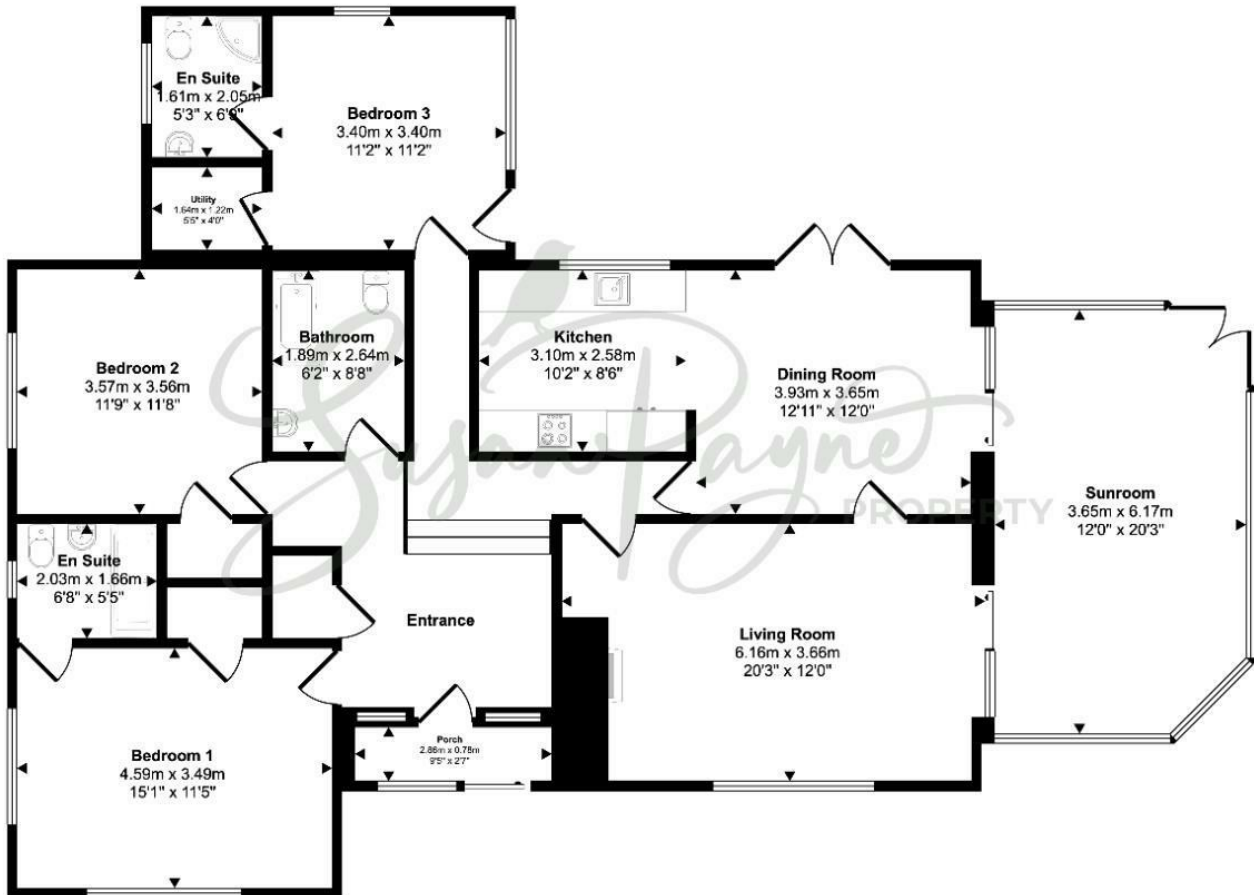 En Suite
1.61m x 2.05m
5'3" x 6'9"
Bedroom 3
3.40m x 3.40m
11'2" x 11'2"
Utility
1.64m x 1.22m
5'5" x 4'0"
Bedroom 2
3.57m x 3.56m
11'9" x 11'8"
Bathroom
1.89m x 2.64m
6'2" x 8'8"
Kitchen
3.10m x 2.58m
10'2" x 8'6"
Dining Room
3.93m x 3.65m
12'11" x 12'0"
Susan Payne
PROPERTY
Sunroom
3.65m x 6.17m
12'0" x 20'3"
En Suite
2.03m x 1.66m
6'8" x 5'5"
Entrance
Living Room
6.16m x 3.66m
20'3" x 12'0"
Porch
2.86m x 0.78m
9'5" x 2'7"
Bedroom 1
4.59m x 3.49m
15'1" x 11'5"